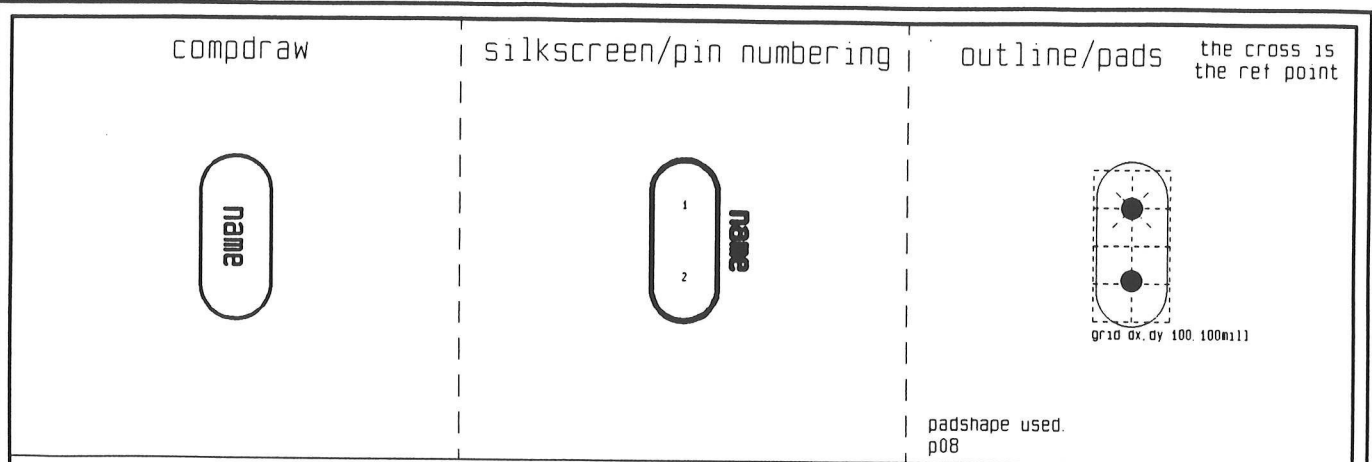 compdraw
silkscreen/pin numbering
outline/pads
the cross is
the ref point
name
1
2
name
grid dx,dy 100,100mil]
padshape used.
p08